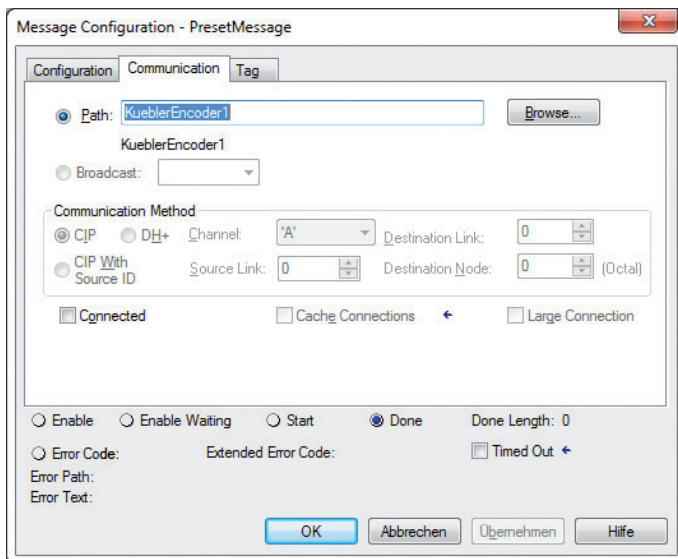 Message Configuration - PresetMessage
Configuration Communication Tag
Path: KueblerEncoder1 Browse...
KueblerEncoder1
Broadcast:
Communication Method
CIP DH+ Channel: 'A' Destination Link: 0
CIP With
Source ID
Source Link: 0 Destination Node: 0 (Octal)
Connected Cache Connections ← Large Connection
Enable Enable Waiting Start Done Done Length: 0
Error Code: Extended Error Code: Timed Out ←
Error Path:
Error Text:
OK Abbrechen Übernehmen Hilfe